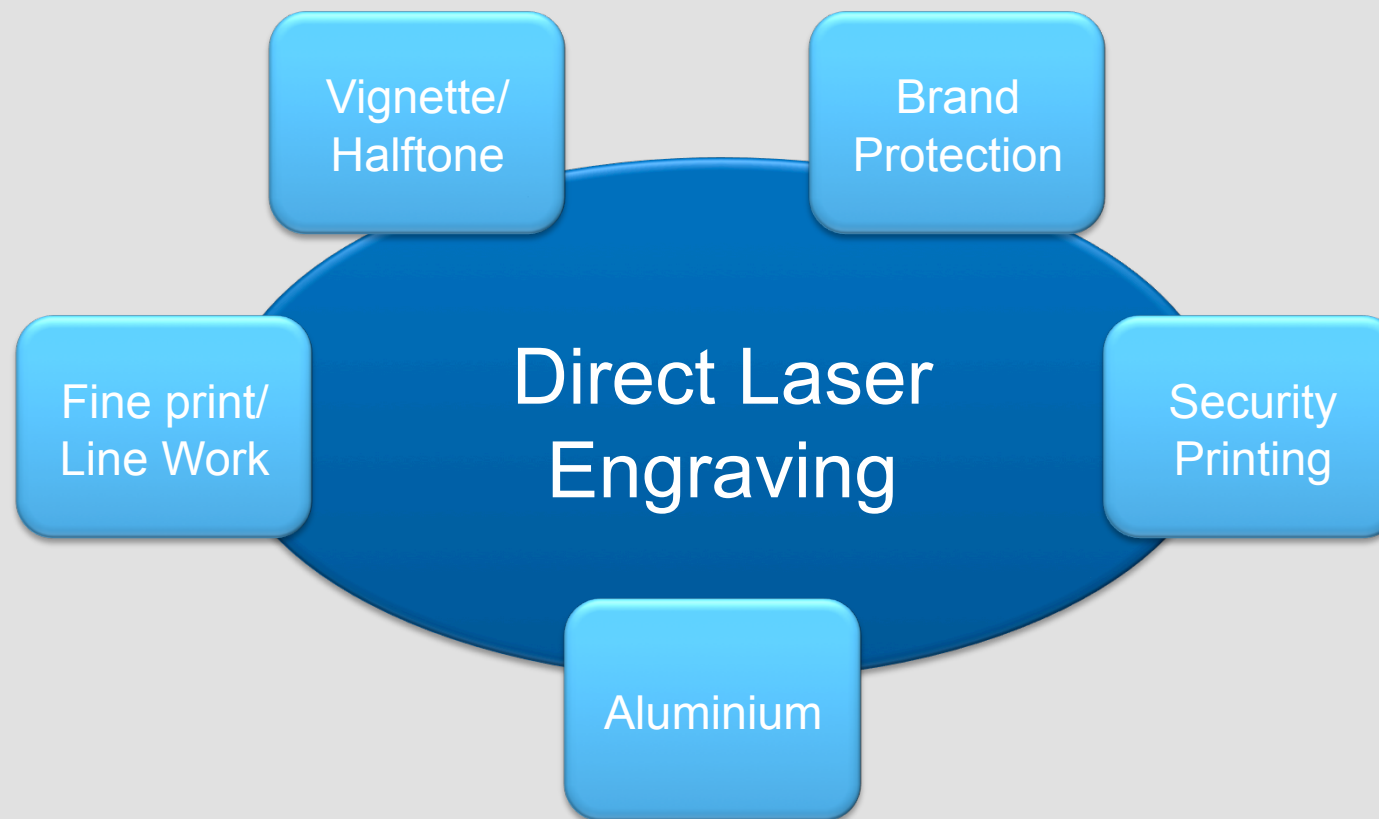 Vignette/
Halftone
Brand
Protection
Fine print/
Line Work
Direct Laser
Engraving
Security
Printing
Aluminium